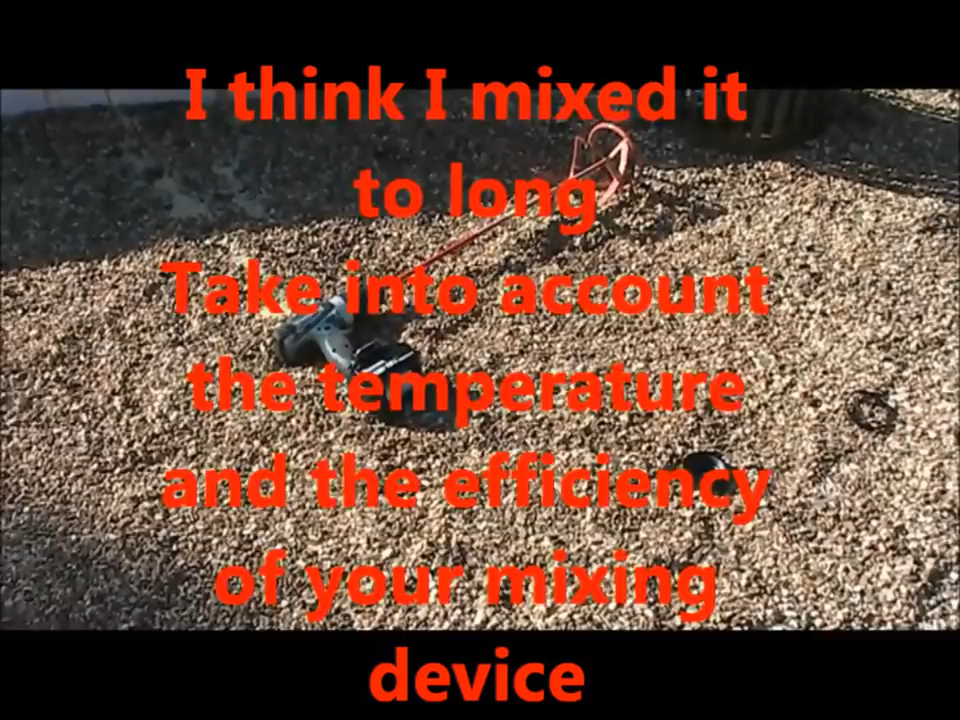 I think I mixed it
to long
Take into account
the temperature
and the efficiency
of your mixing
device